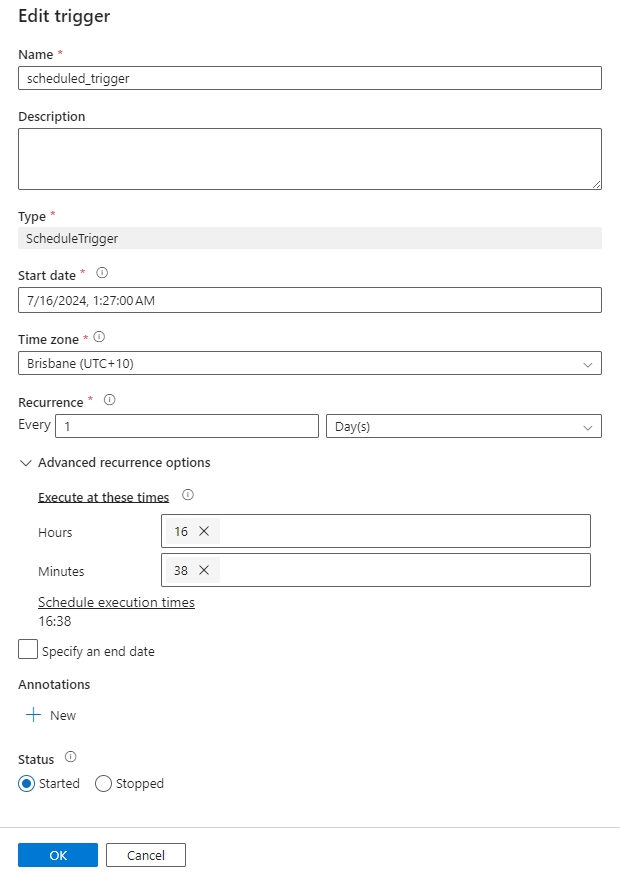 Edit trigger
Name *
scheduled_trigger
Description
Type *
ScheduleTrigger
Start date *
7/16/2024, 1:27:00 AM
Time zone *
Brisbane (UTC+10)
Recurrence *
Every 1 Day(s)
Advanced recurrence options
Execute at these times
Hours 16
Minutes 38
Schedule execution times
16:38
Specify an end date
Annotations
New
Status
Started Stopped
OK Cancel